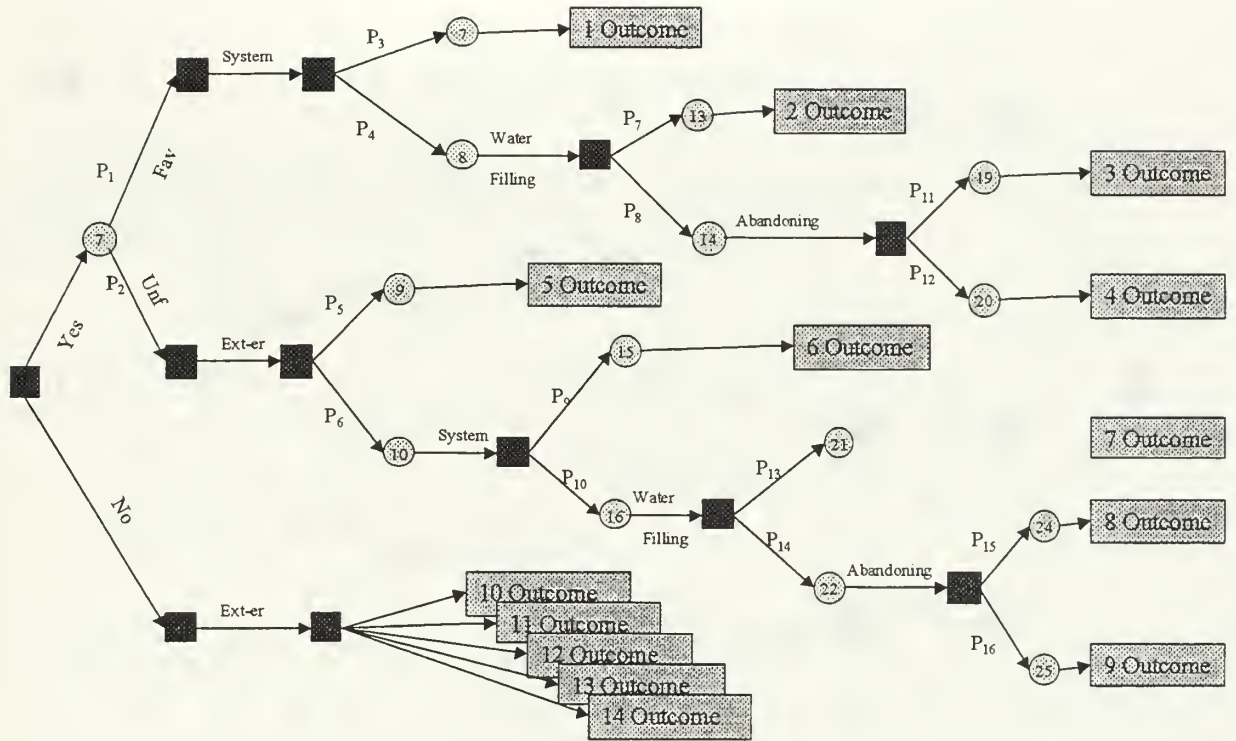 P3
7
1 Outcome
System
P4
8
Water
Filling
P7
13
2 Outcome
P1
Fav
P8
14
Abandoning
P11
19
3 Outcome
P12
20
4 Outcome
7
P2
Unf
Yes
Ext-er
P5
9
5 Outcome
P6
10
System
P9
15
6 Outcome
P10
16
Water
Filling
P13
21
7 Outcome
P14
22
Abandoning
P15
24
8 Outcome
P16
25
9 Outcome
No
Ext-er
10 Outcome
11 Outcome
12 Outcome
13 Outcome
14 Outcome